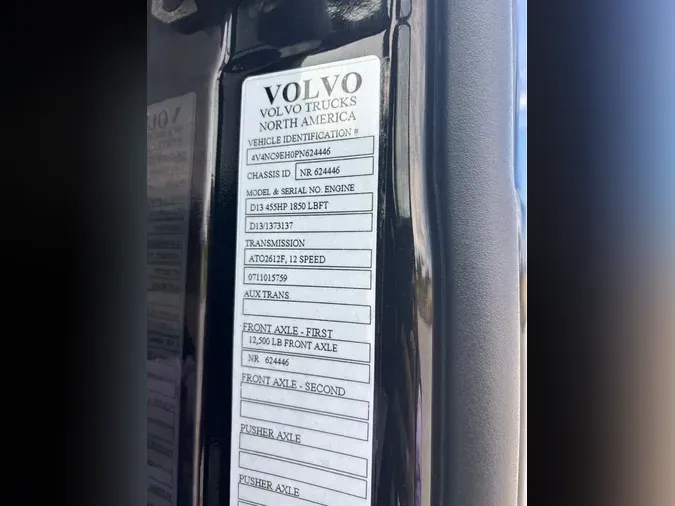 VOLVO
VOLVO TRUCKS
NORTH AMERICA
VEHICLE IDENTIFICATION #
4V4NC9EH0PN624446
CHASSIS ID NR 624446
MODEL & SERIAL NO. ENGINE
D13 455HP 1850 LBFT
D13/1373137
TRANSMISSION
ATO2612F, 12 SPEED
0711015759
AUX TRANS
FRONT AXLE - FIRST
12,500 LB FRONT AXLE
NR 624446
FRONT AXLE - SECOND
PUSHER AXLE
PUSHER AXLE